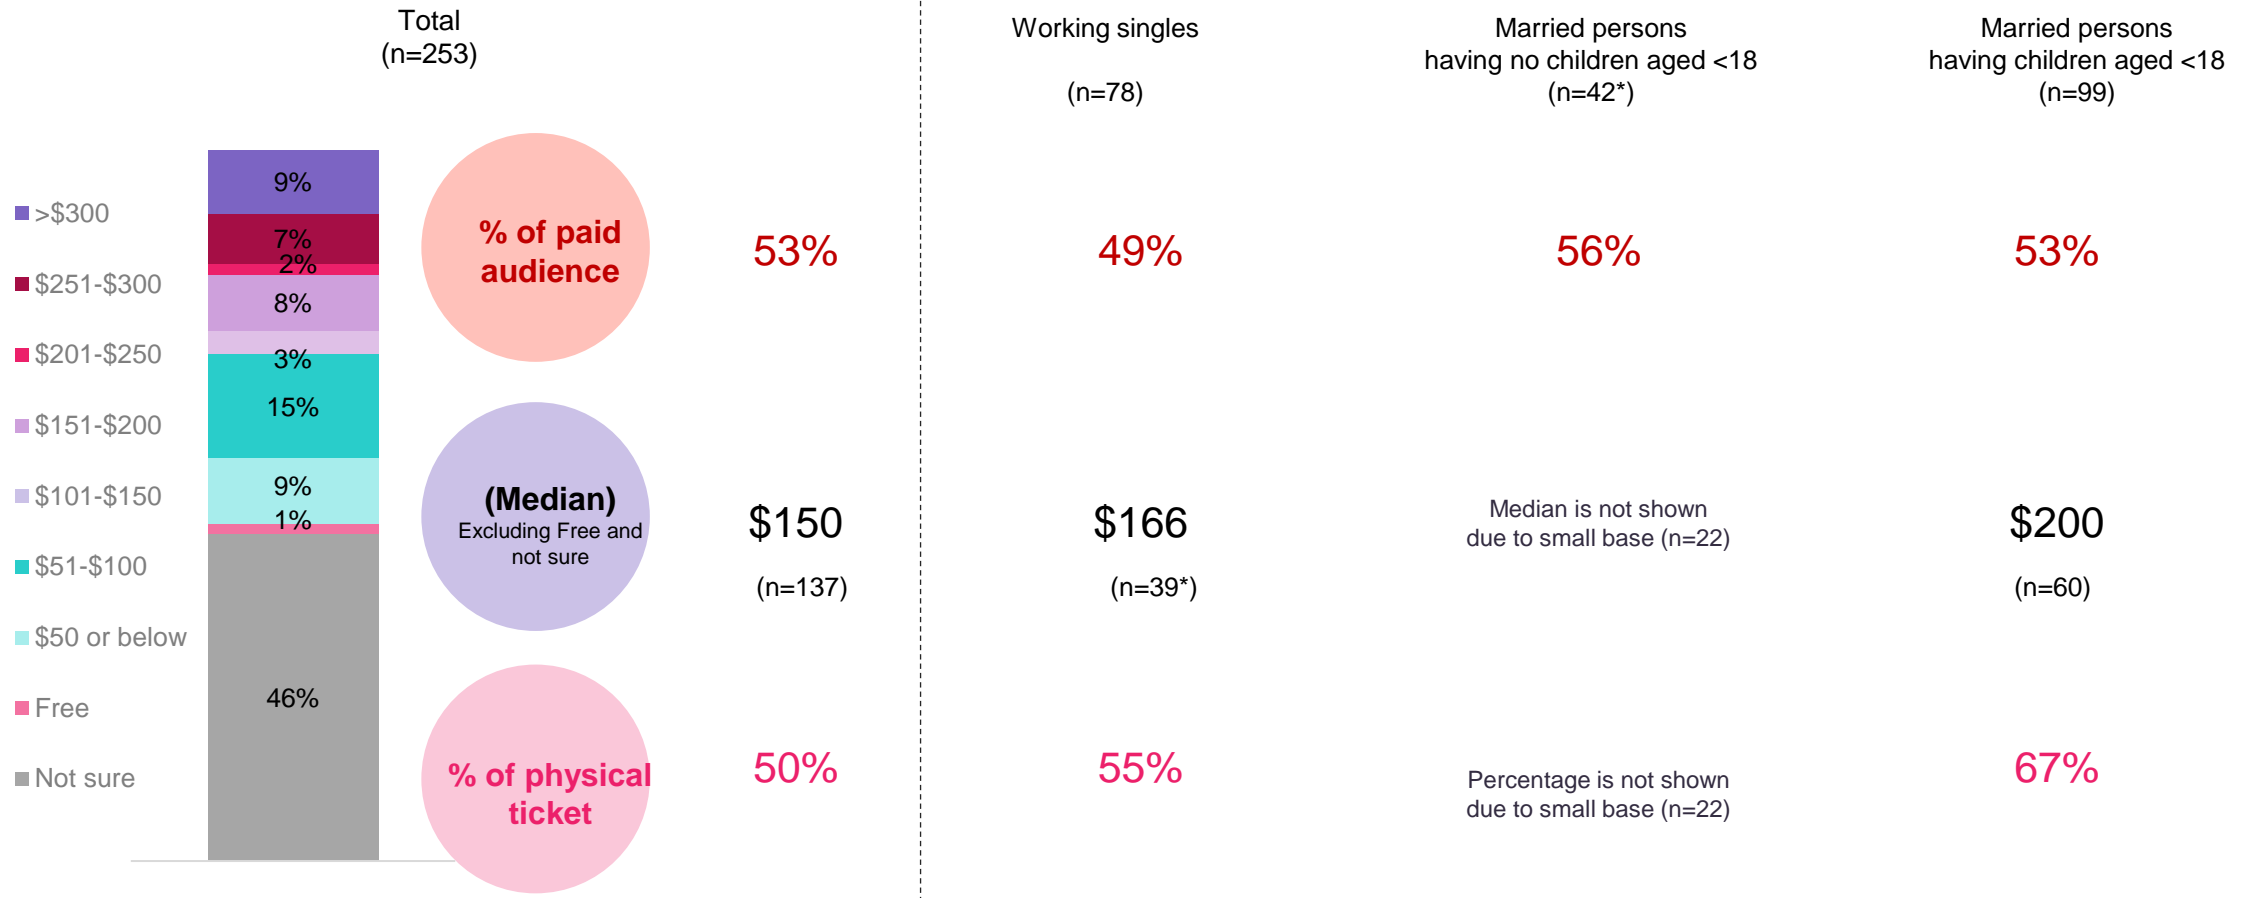 Total
(n=253)
Working singles
(n=78)
Married persons
having no children aged <18
(n=42*)
Married persons
having children aged <18
(n=99)
>$300
$251-$300
$201-$250
$151-$200
$101-$150
$51-$100
$50 or below
Free
Not sure
9%
7%
2%
8%
3%
15%
9%
1%
46%
% of paid
audience
53%
49%
56%
53%
(Median)
Excluding Free and
not sure
$150
(n=137)
$166
(n=39*)
Median is not shown
due to small base (n=22)
$200
(n=60)
% of physical
ticket
50%
55%
Percentage is not shown
due to small base (n=22)
67%